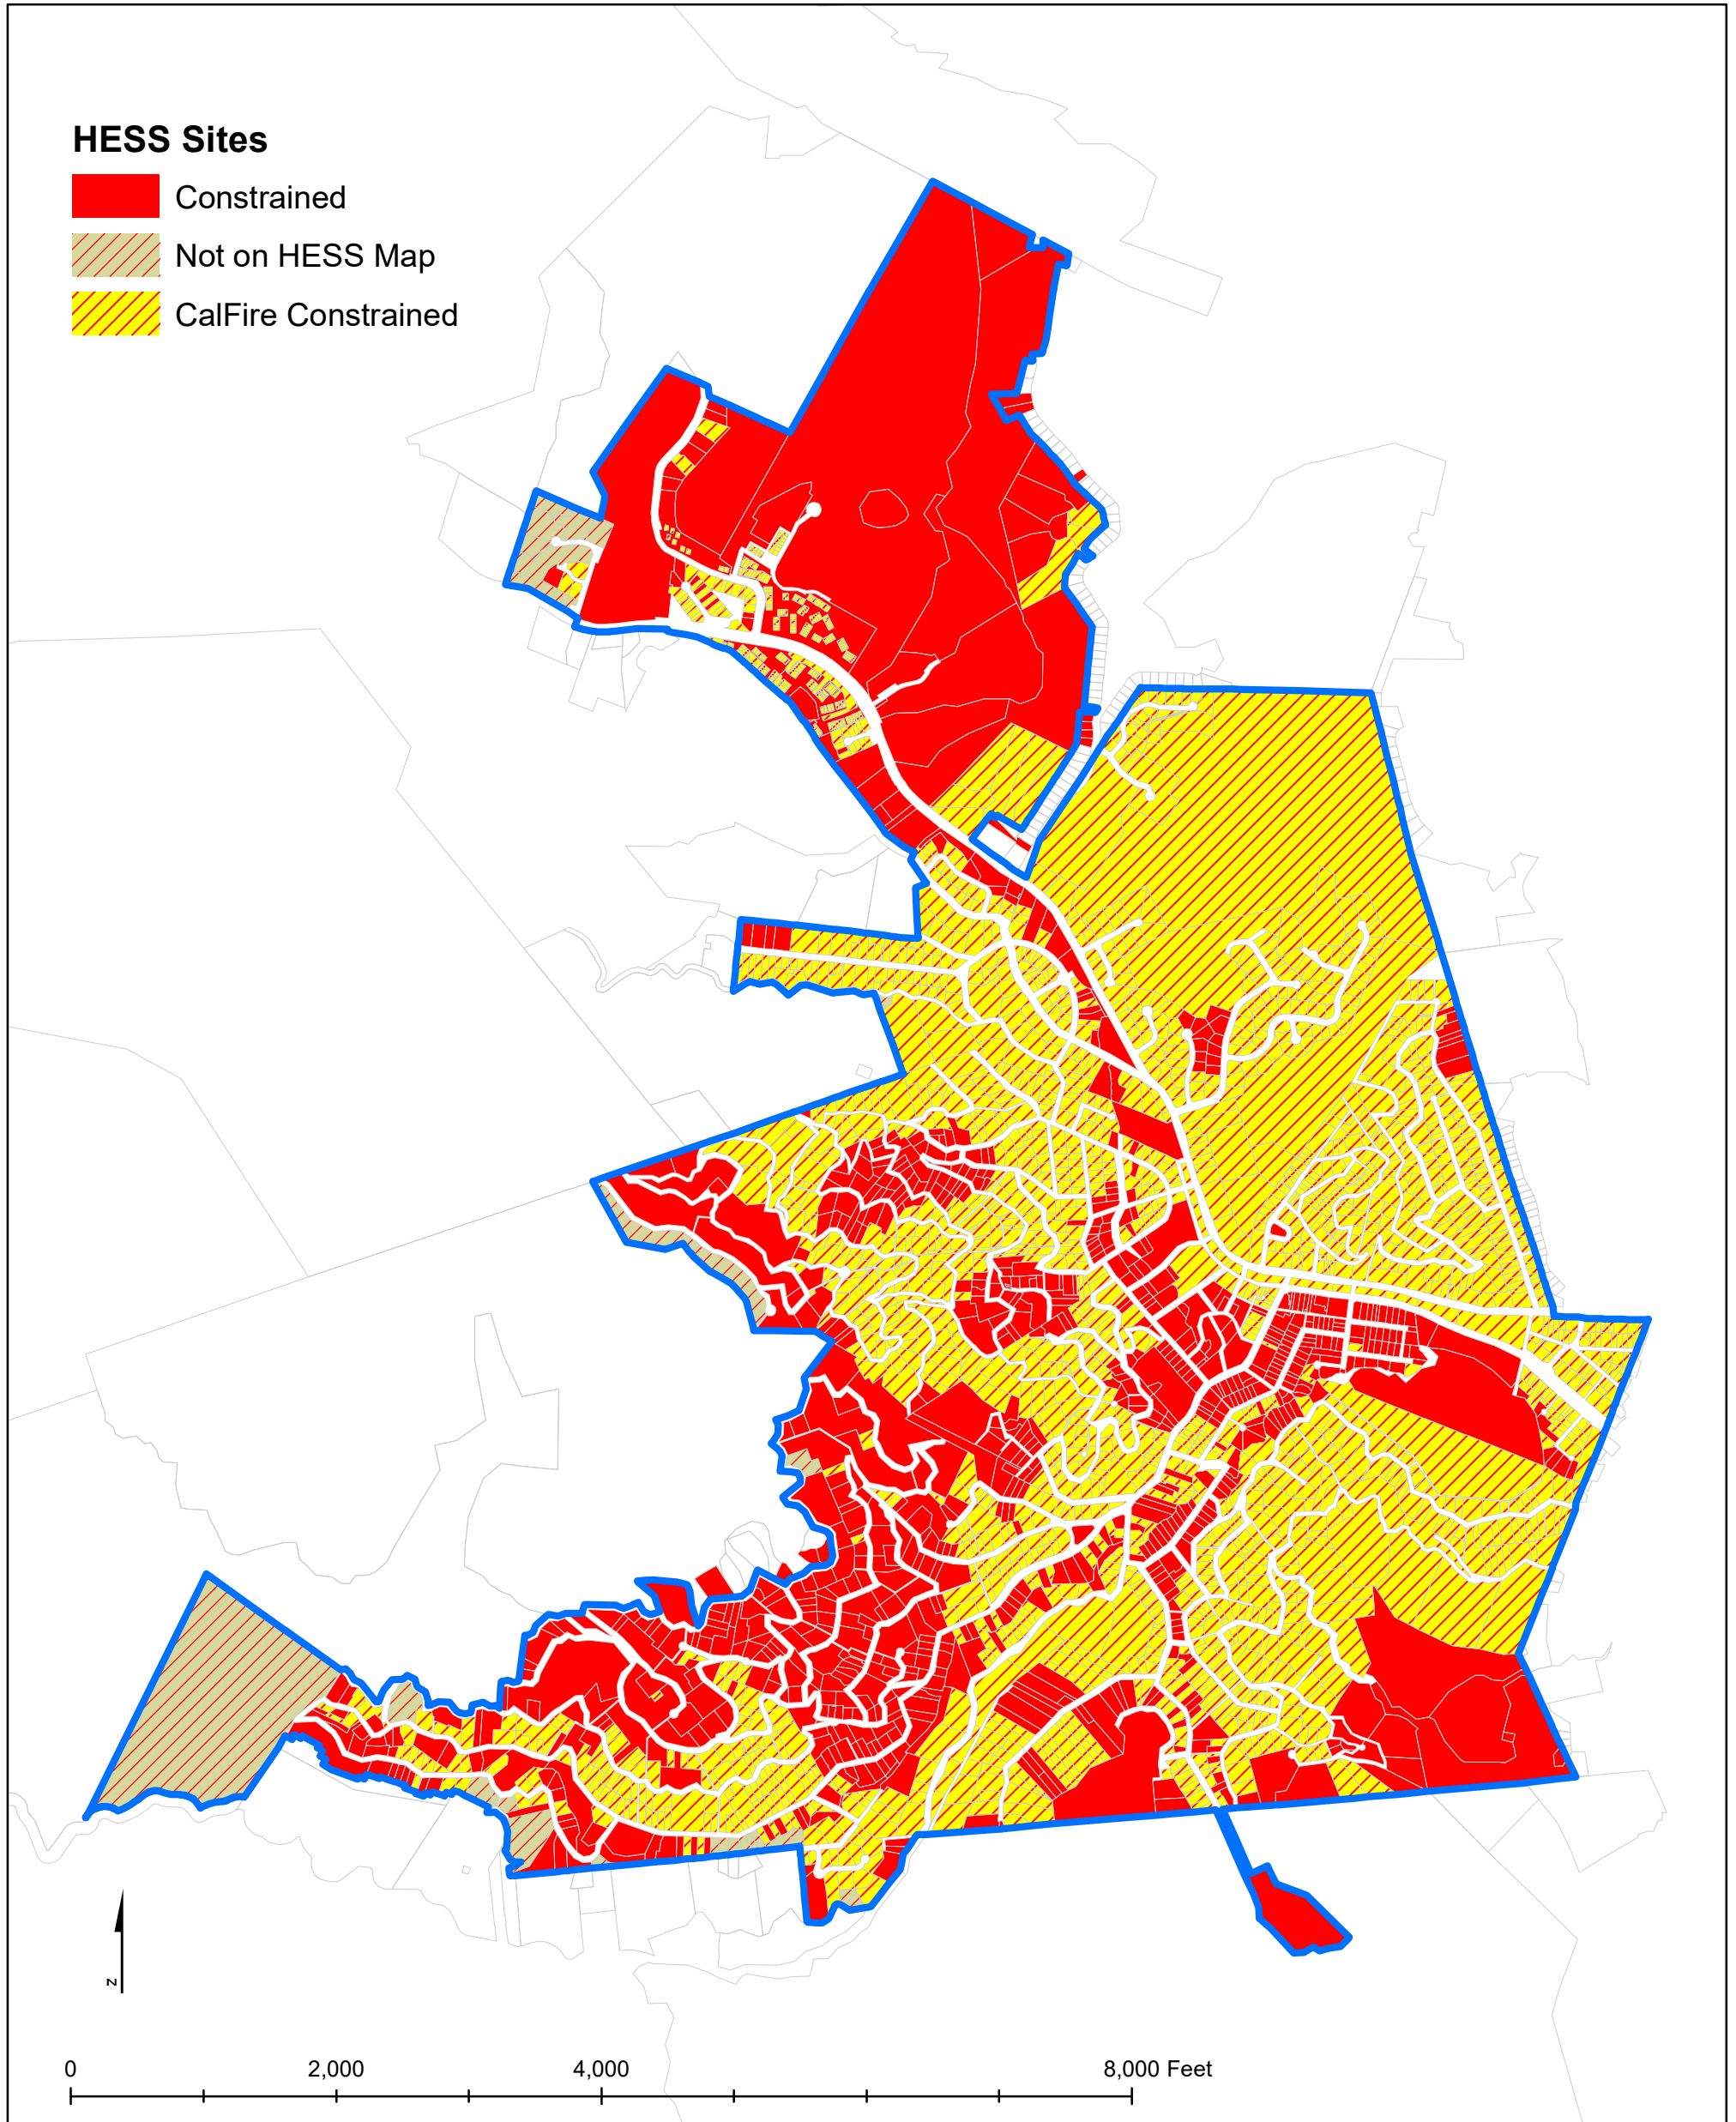 HESS Sites
Constrained
Not on HESS Map
CalFire Constrained
N
0 2,000 4,000 8,000 Feet